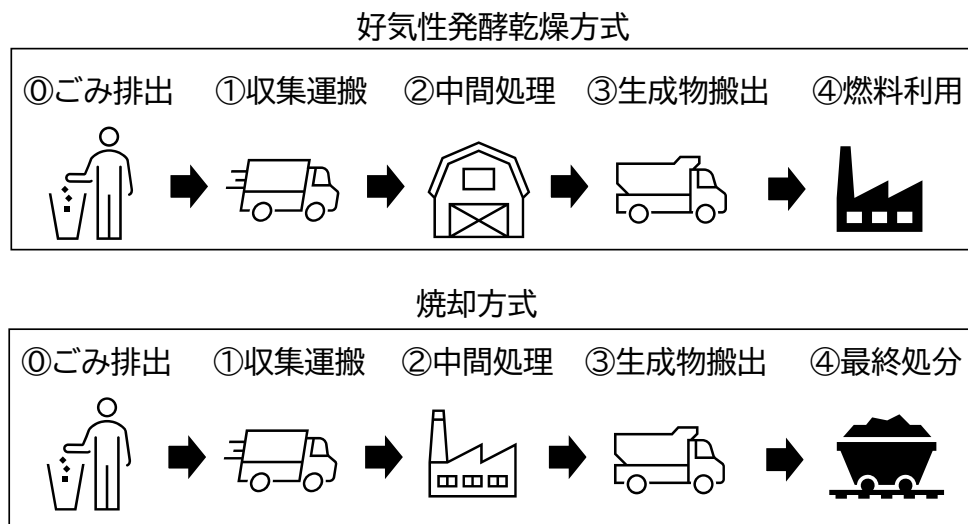 好気性発酵乾燥方式
⓪ごみ排出 ①収集運搬 ②中間処理 ③生成物搬出 ④燃料利用
焼却方式
⓪ごみ排出 ①収集運搬 ②中間処理 ③生成物搬出 ④最終処分